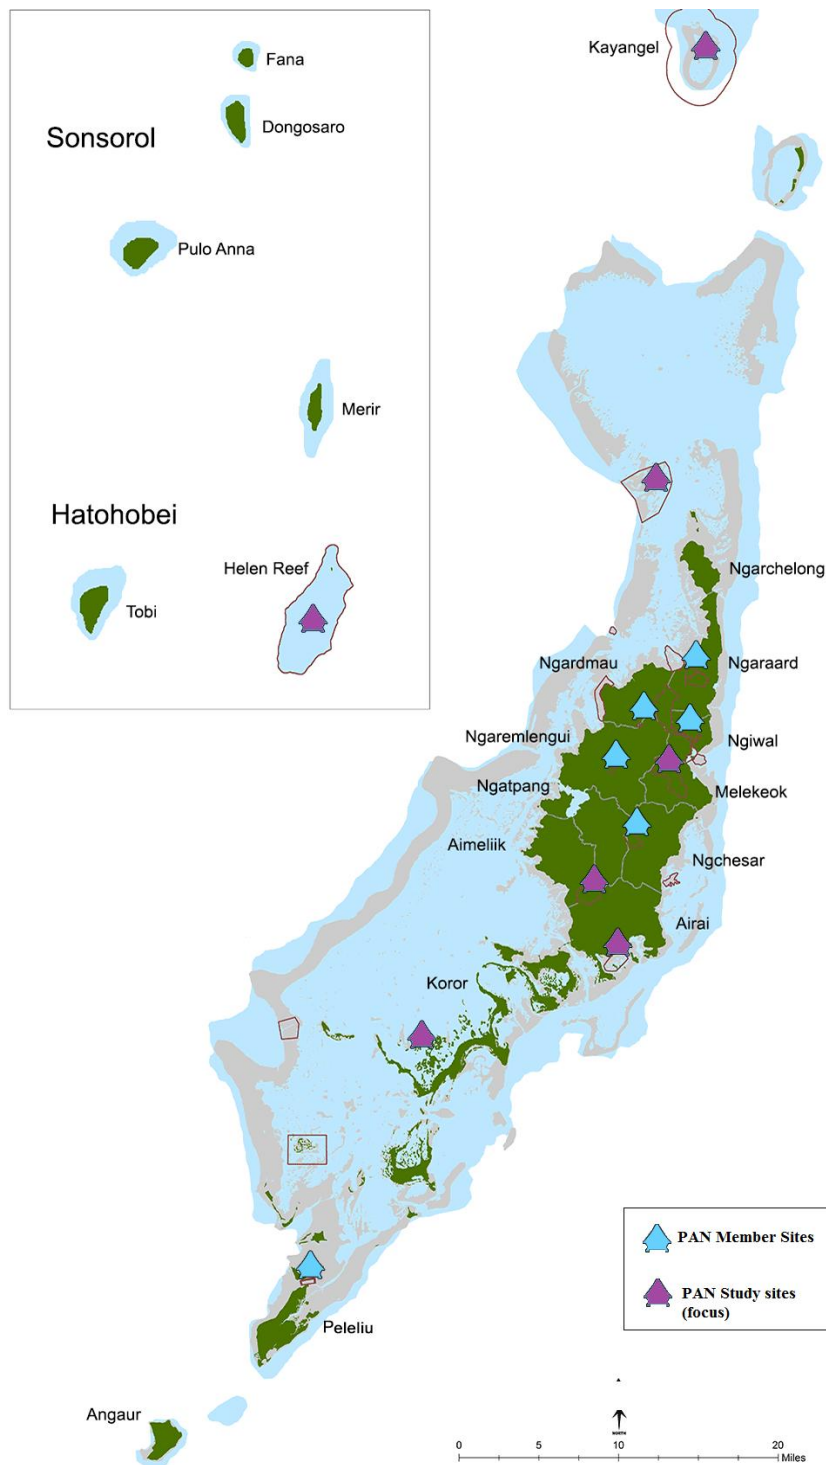 Kayangel
Fana
Dongosaro
Sonsorol
Pulo Anna
Merir
Hatohobei
Helen Reef
Tobi
Ngarchelong
Ngardmau
Ngaraard
Ngaremlengui
Ngiwal
Ngatpang
Melekeok
Aimeliik
Ngchesar
Airai
Koror
PAN Member Sites
PAN Study sites
(focus)
Peleliu
Angaur
NORTH
0 5 10 20
Miles